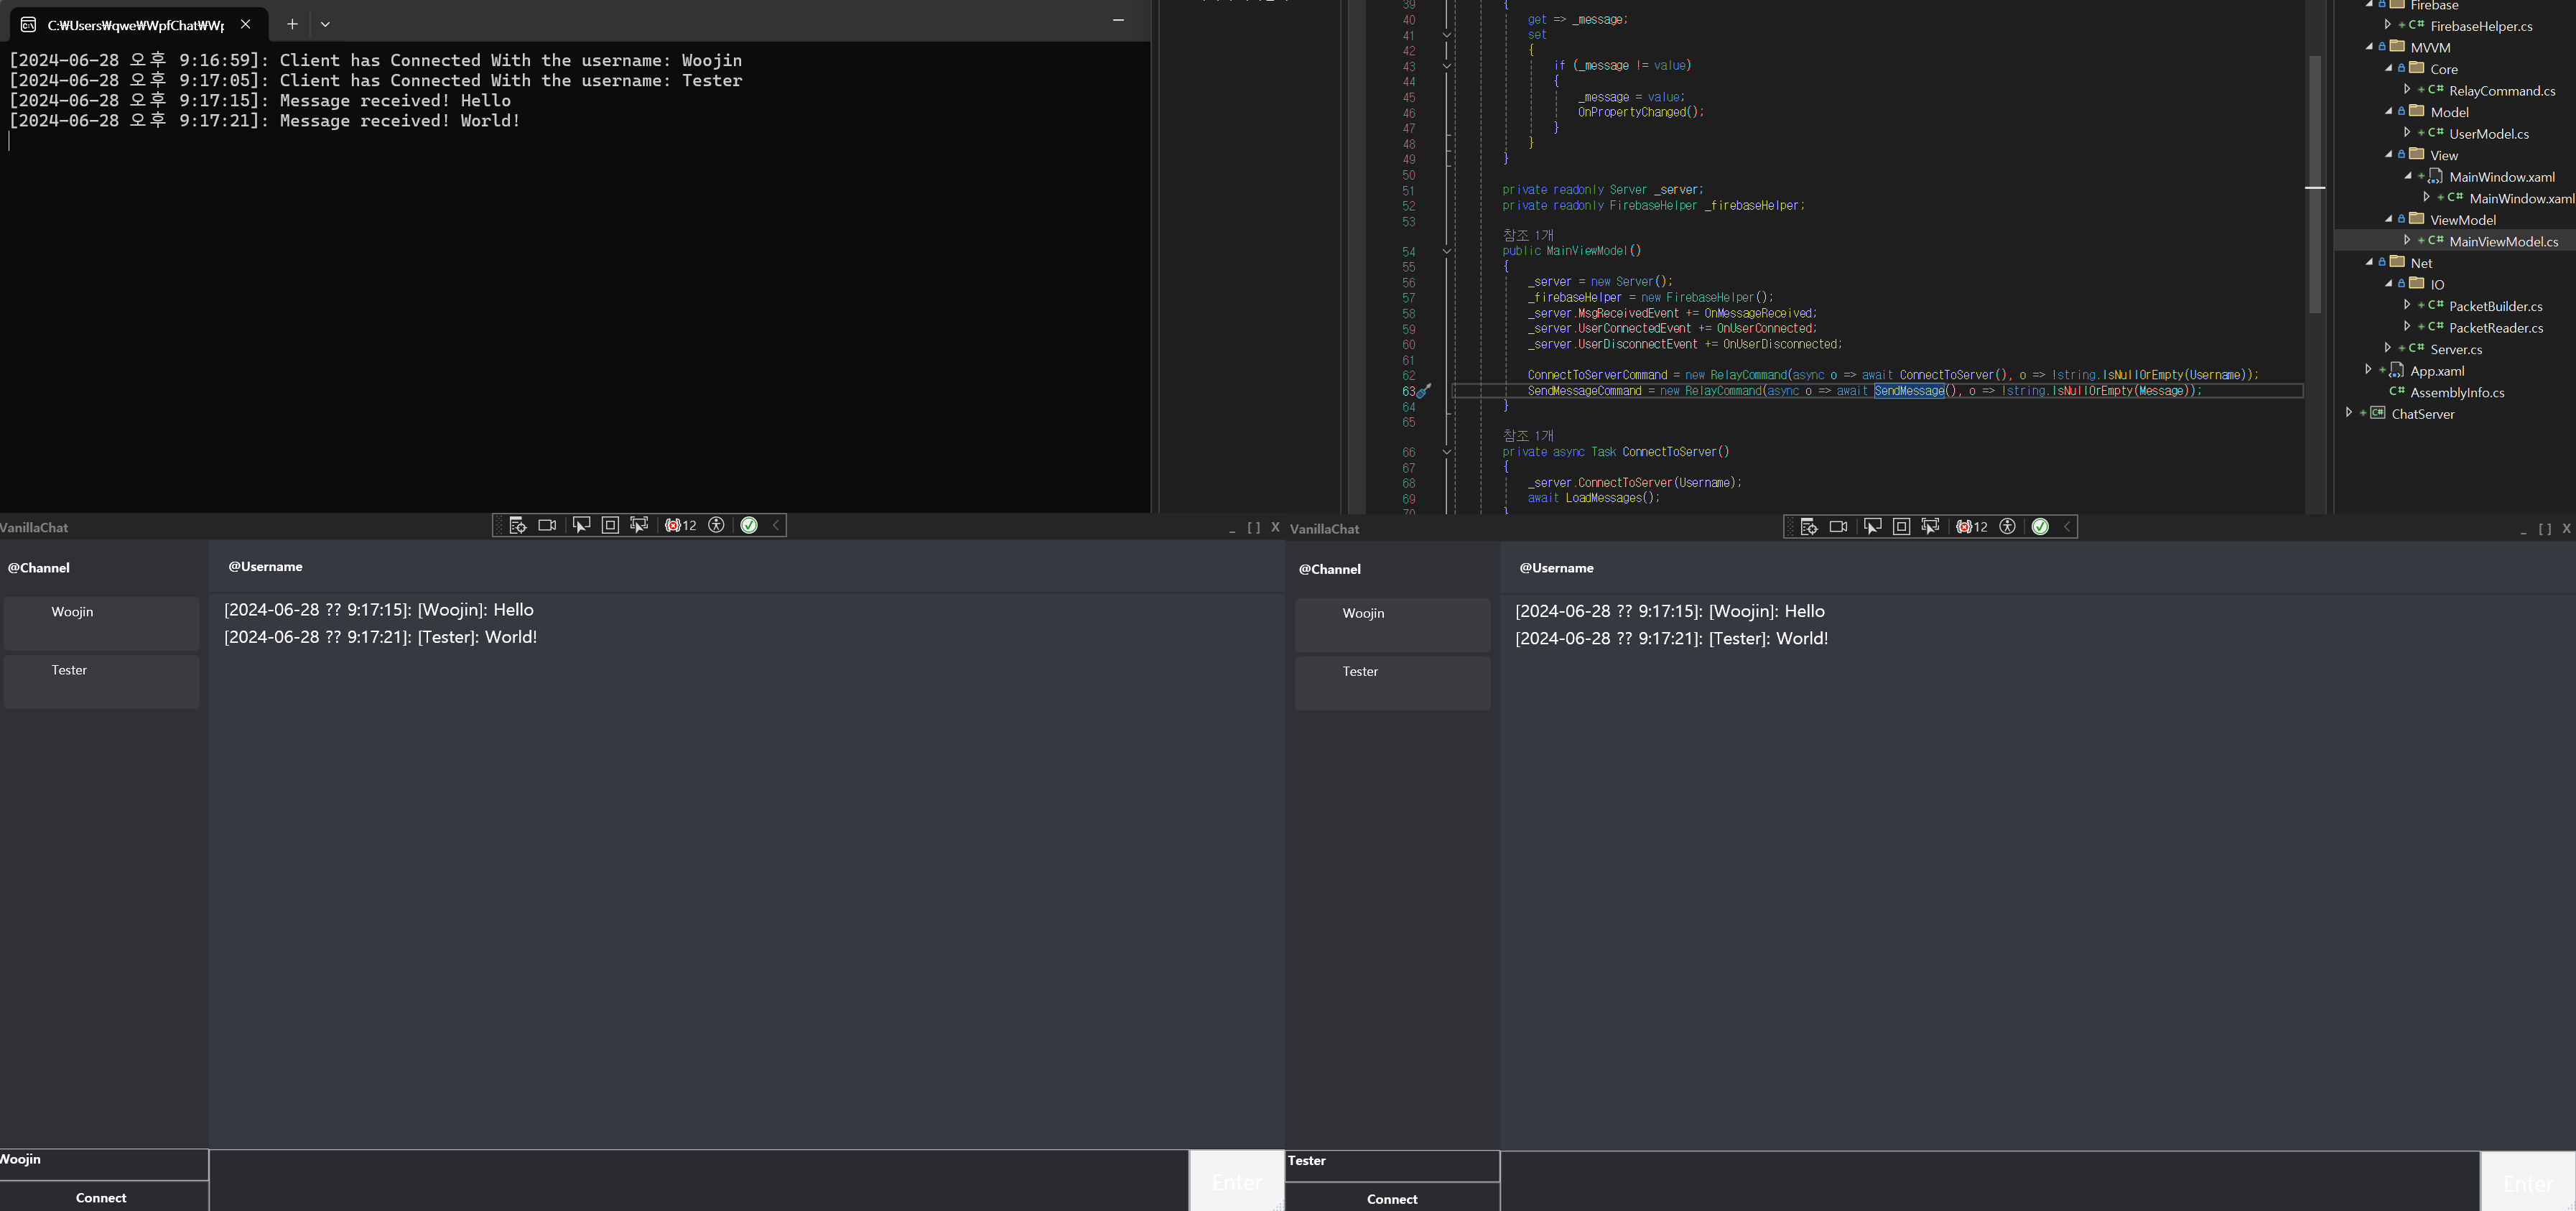 C:₩Users₩qwe₩WpfChat₩Wp
[2024-06-28 오후 9:16:59]: Client has Connected With the username: Woojin
[2024-06-28 오후 9:17:05]: Client has Connected With the username: Tester
[2024-06-28 오후 9:17:15]: Message received! Hello
[2024-06-28 오후 9:17:21]: Message received! World!
39 {
40 get => _message;
41 set
42 {
43 if (_message != value)
44 {
45 _message = value;
46 OnPropertyChanged();
47 }
48 }
49 }
50
51 private readonly Server _server;
52 private readonly FirebaseHelper _firebaseHelper;
53
참조 1개
54 public MainViewModel()
55 {
56 _server = new Server();
57 _firebaseHelper = new FirebaseHelper();
58 _server.MsgReceivedEvent += OnMessageReceived;
59 _server.UserConnectedEvent += OnUserConnected;
60 _server.UserDisconnectEvent += OnUserDisconnected;
61
62 ConnectToServerCommand = new RelayCommand(async o => await ConnectToServer(), o => !string.IsNullOrEmpty(Username));
63 SendMessageCommand = new RelayCommand(async o => await SendMessage(), o => !string.IsNullOrEmpty(Message));
64 }
65
참조 1개
66 private async Task ConnectToServer()
67 {
68 _server.ConnectToServer(Username);
69 await LoadMessages();
70 }
Firebase
C# FirebaseHelper.cs
MVVM
Core
C# RelayCommand.cs
Model
C# UserModel.cs
View
MainWindow.xaml
C# MainWindow.xaml
ViewModel
C# MainViewModel.cs
Net
IO
C# PacketBuilder.cs
C# PacketReader.cs
C# Server.cs
App.xaml
C# AssemblyInfo.cs
C# ChatServer
VanillaChat
12
_ [ ] X
@Channel
@Username
Woojin
Tester
[2024-06-28 ?? 9:17:15]: [Woojin]: Hello
[2024-06-28 ?? 9:17:21]: [Tester]: World!
Woojin
Connect
Enter
VanillaChat
12
_ [ ] X
@Channel
@Username
Woojin
Tester
[2024-06-28 ?? 9:17:15]: [Woojin]: Hello
[2024-06-28 ?? 9:17:21]: [Tester]: World!
Tester
Connect
Enter